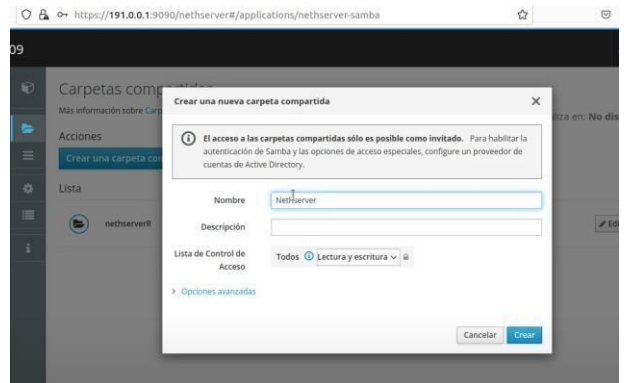 https://191.0.0.1:9090/nethserver#/applications/nethserver-samba
09
Carpetas comp
Más información sobre Carp
aliza en: No dis
Acciones
Crear una carpeta com
Lista
nethserverR
Edi
Crear una nueva carpeta compartida
El acceso a las carpetas compartidas sólo es posible como invitado. Para habilitar la
autenticación de Samba y las opciones de acceso especiales, configure un proveedor de
cuentas de Active Directory.
Nombre
Nethserver
Descripción
Lista de Control de
Acceso
Todos Lectura y escritura
Opciones avanzadas
Cancelar Crear